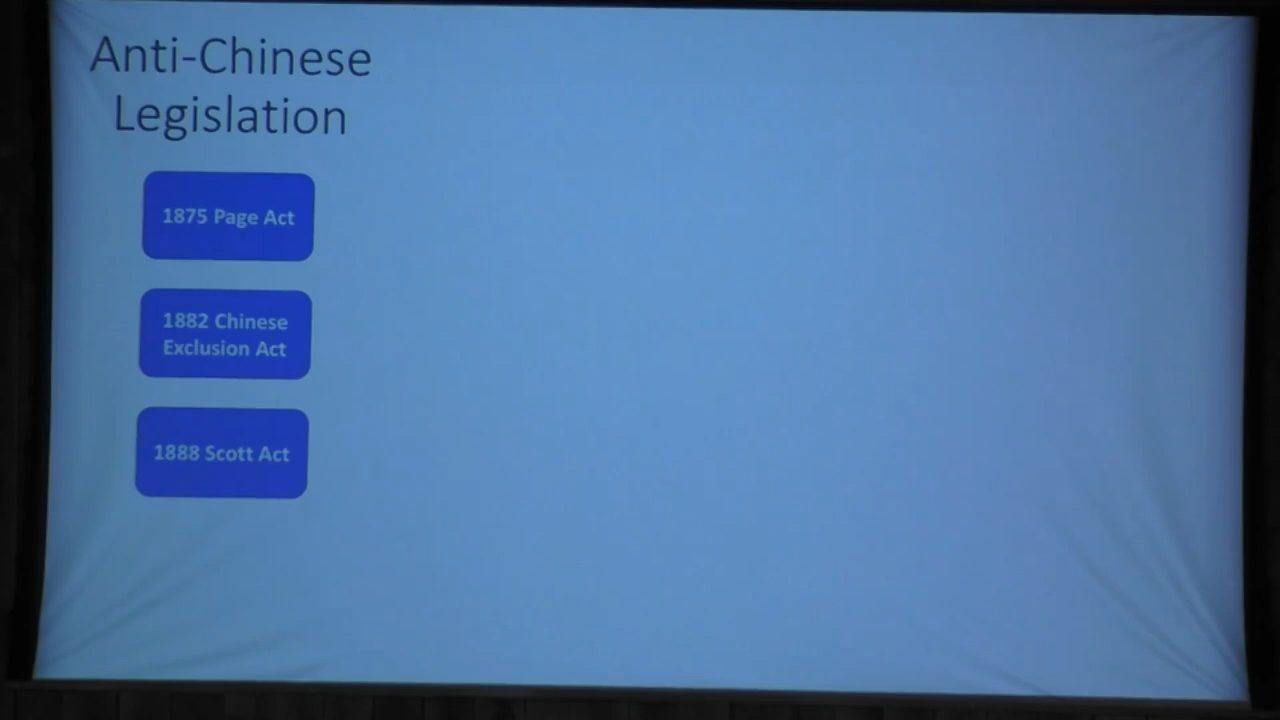 Anti-Chinese
Legislation
1875 Page Act
1882 Chinese
Exclusion Act
1888 Scott Act